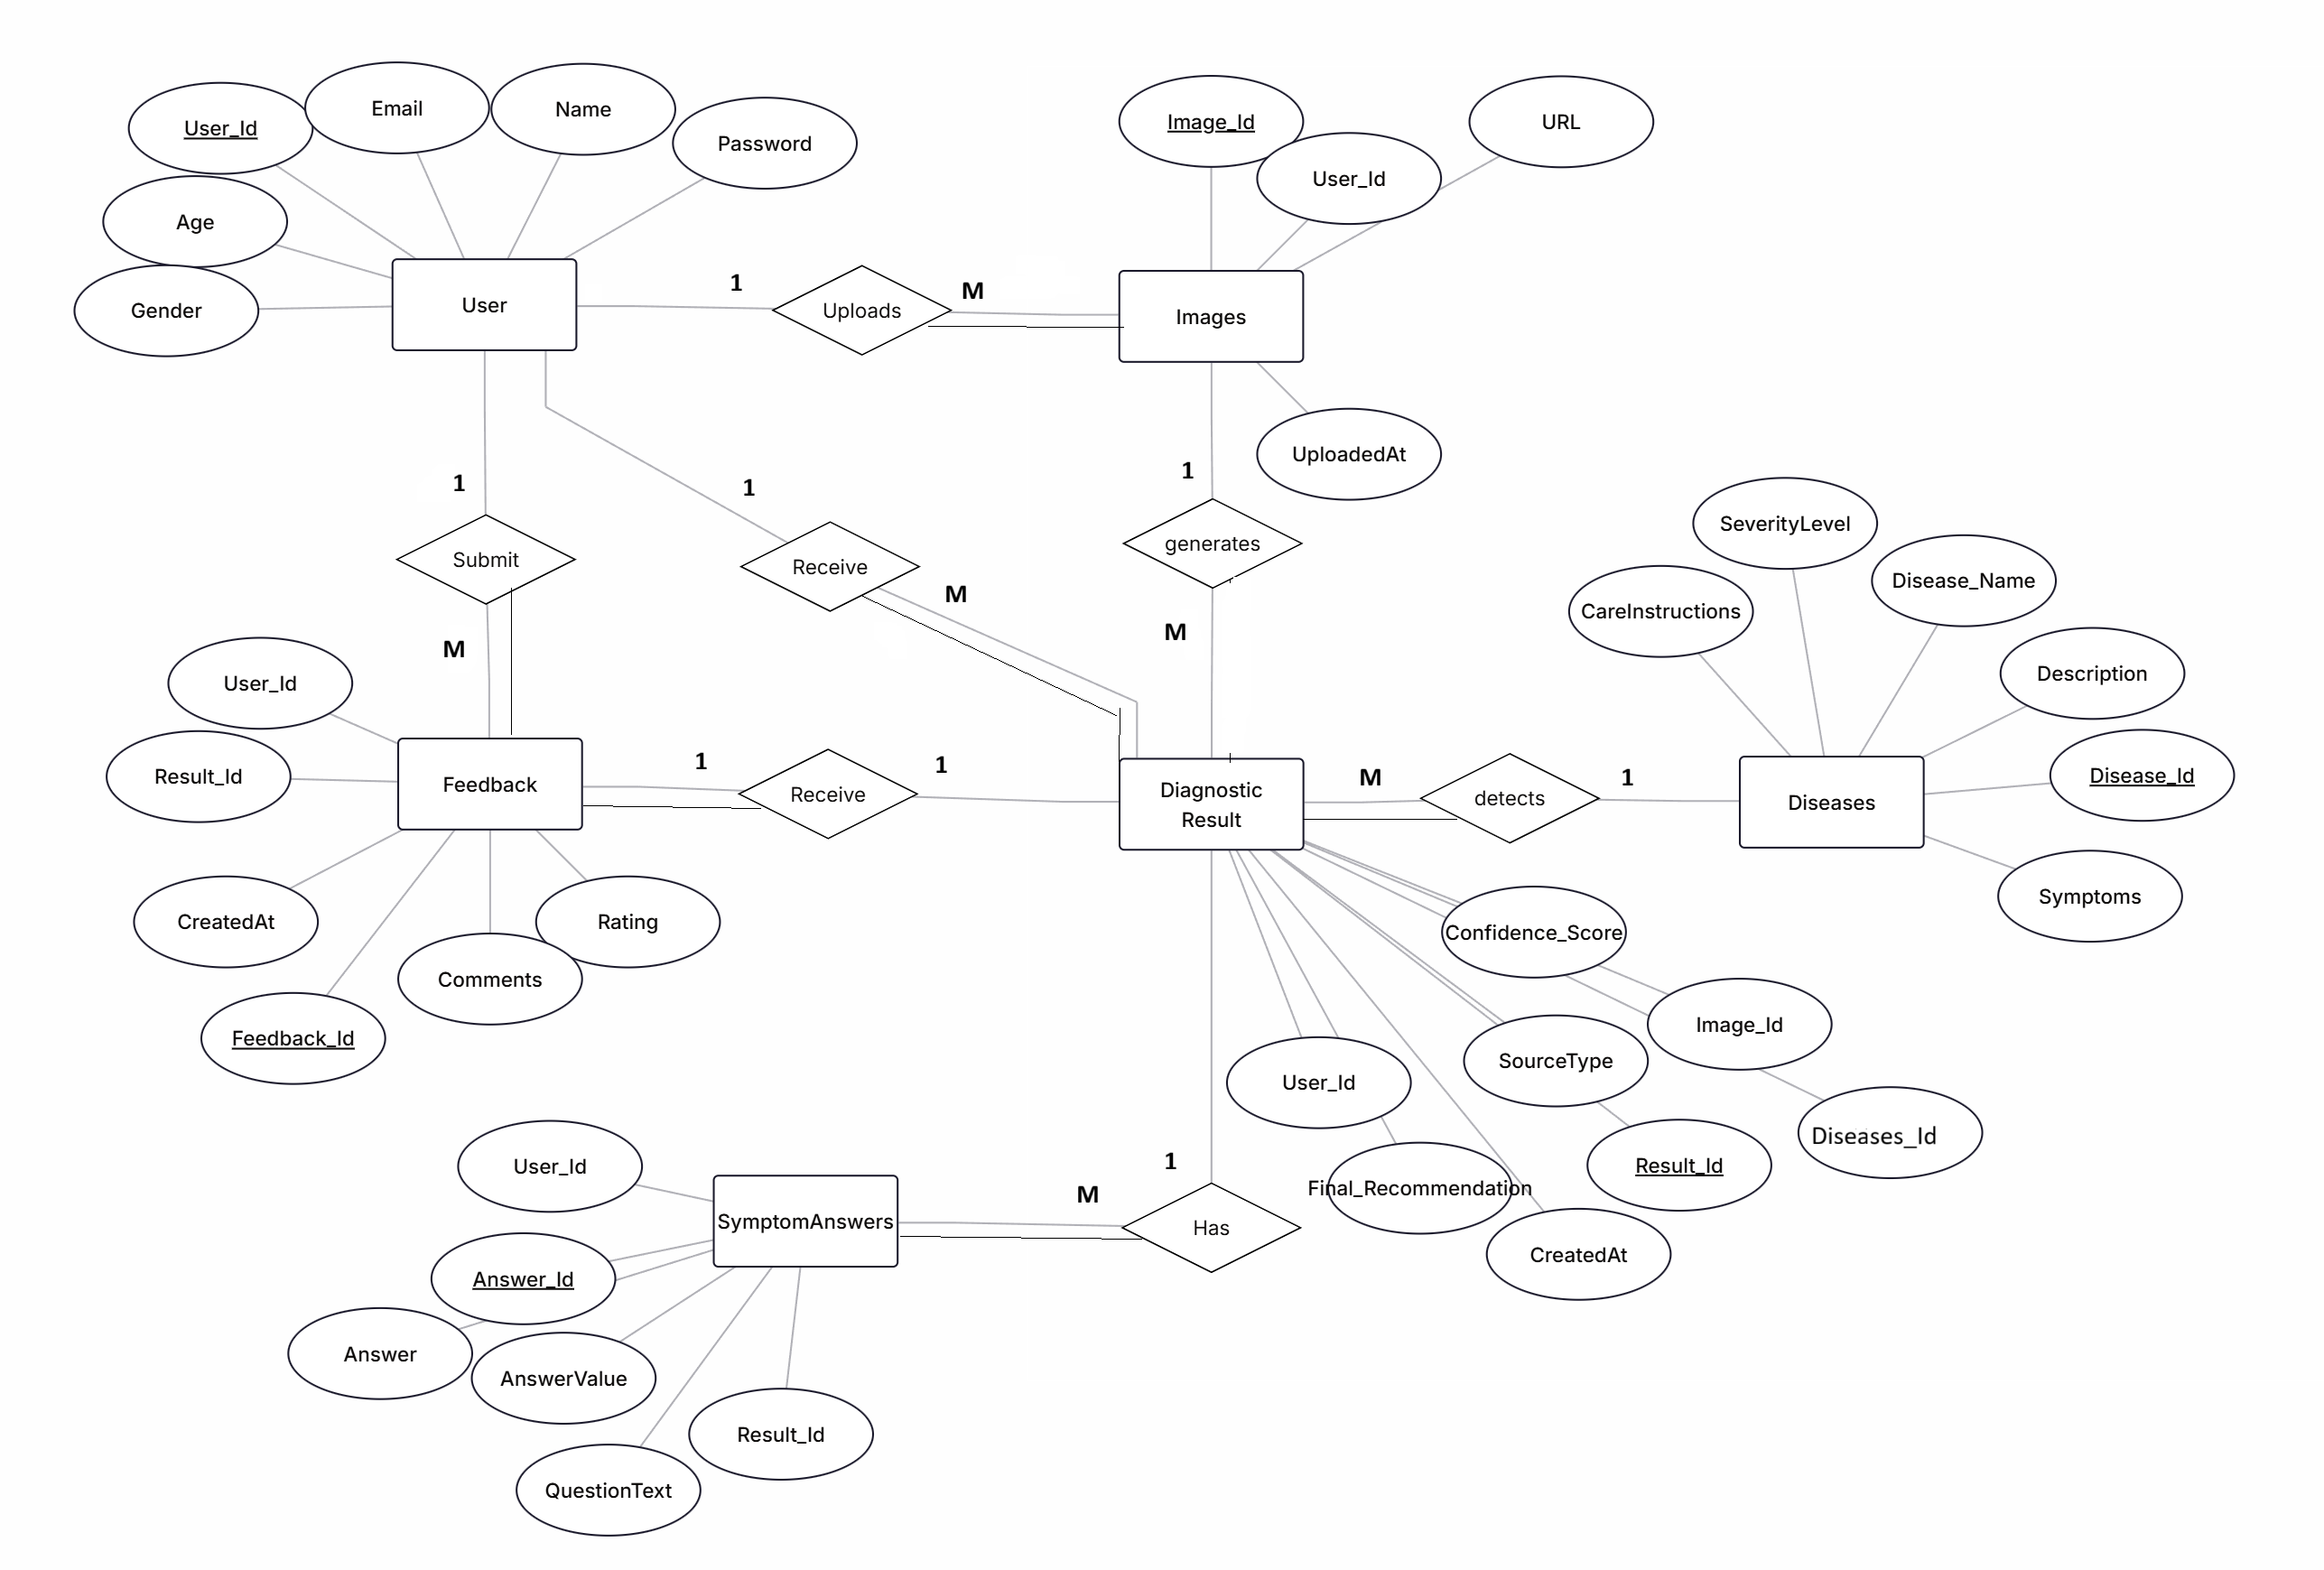 User_Id
Email
Name
Password
Age
Gender
User
1
Uploads
M
Image_Id
User_Id
URL
Images
UploadedAt
1
Submit
M
1
Receive
M
1
generates
M
SeverityLevel
Disease_Name
CareInstructions
Description
Disease_Id
Symptoms
Diseases
User_Id
Result_Id
Feedback
CreatedAt
Rating
Comments
Feedback_Id
1
Receive
1
Diagnostic
Result
M
detects
1
Confidence_Score
Image_Id
SourceType
User_Id
Diseases_Id
Result_Id
Final_Recommendation
CreatedAt
User_Id
SymptomAnswers
M
1
Has
Answer_Id
Answer
AnswerValue
Result_Id
QuestionText